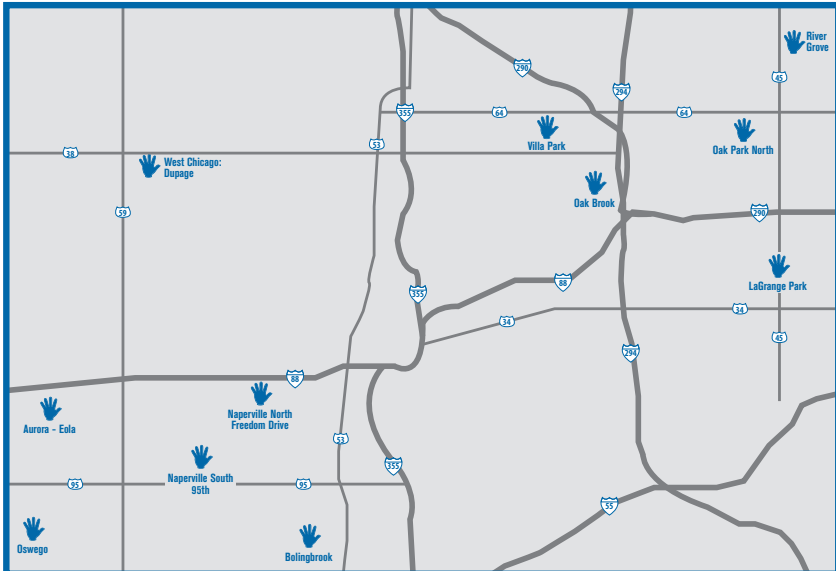 River
Grove
45
290
294
355
64
64
53
Villa Park
Oak Park North
38
West Chicago:
Dupage
Oak Brook
59
290
LaGrange Park
88
355
34
34
45
294
88
Naperville North
Freedom Drive
Aurora - Eola
53
355
Naperville South
95th
95
95
55
Oswego
Bolingbrook